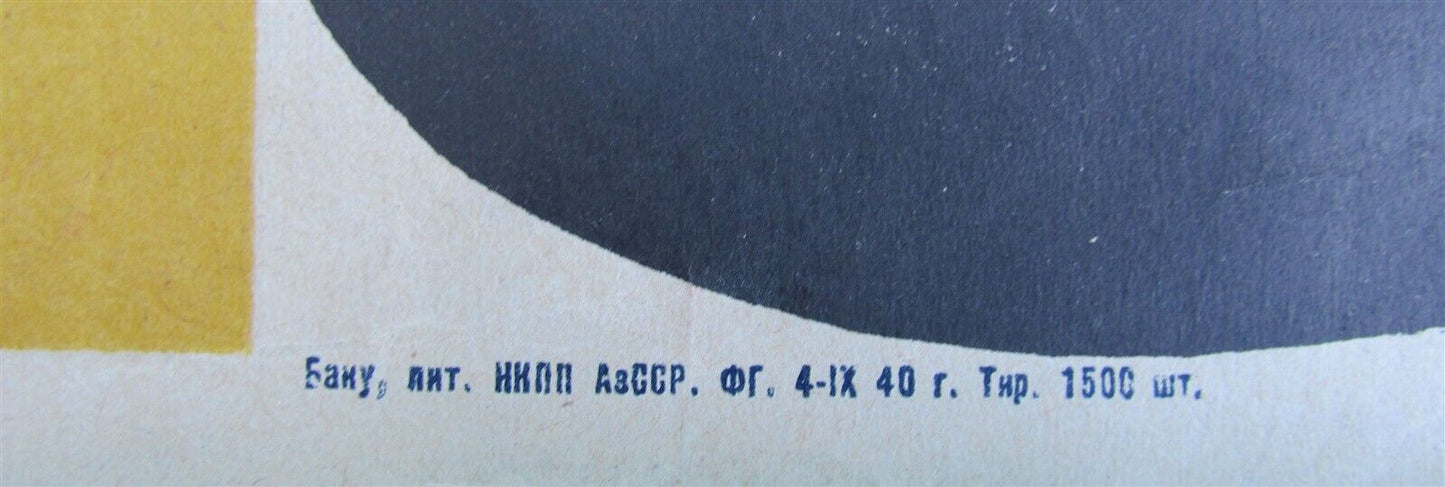 Баку, лит. НКПП АзССР. ФГ. 4-IX 40 г. Тир. 1500 шт.